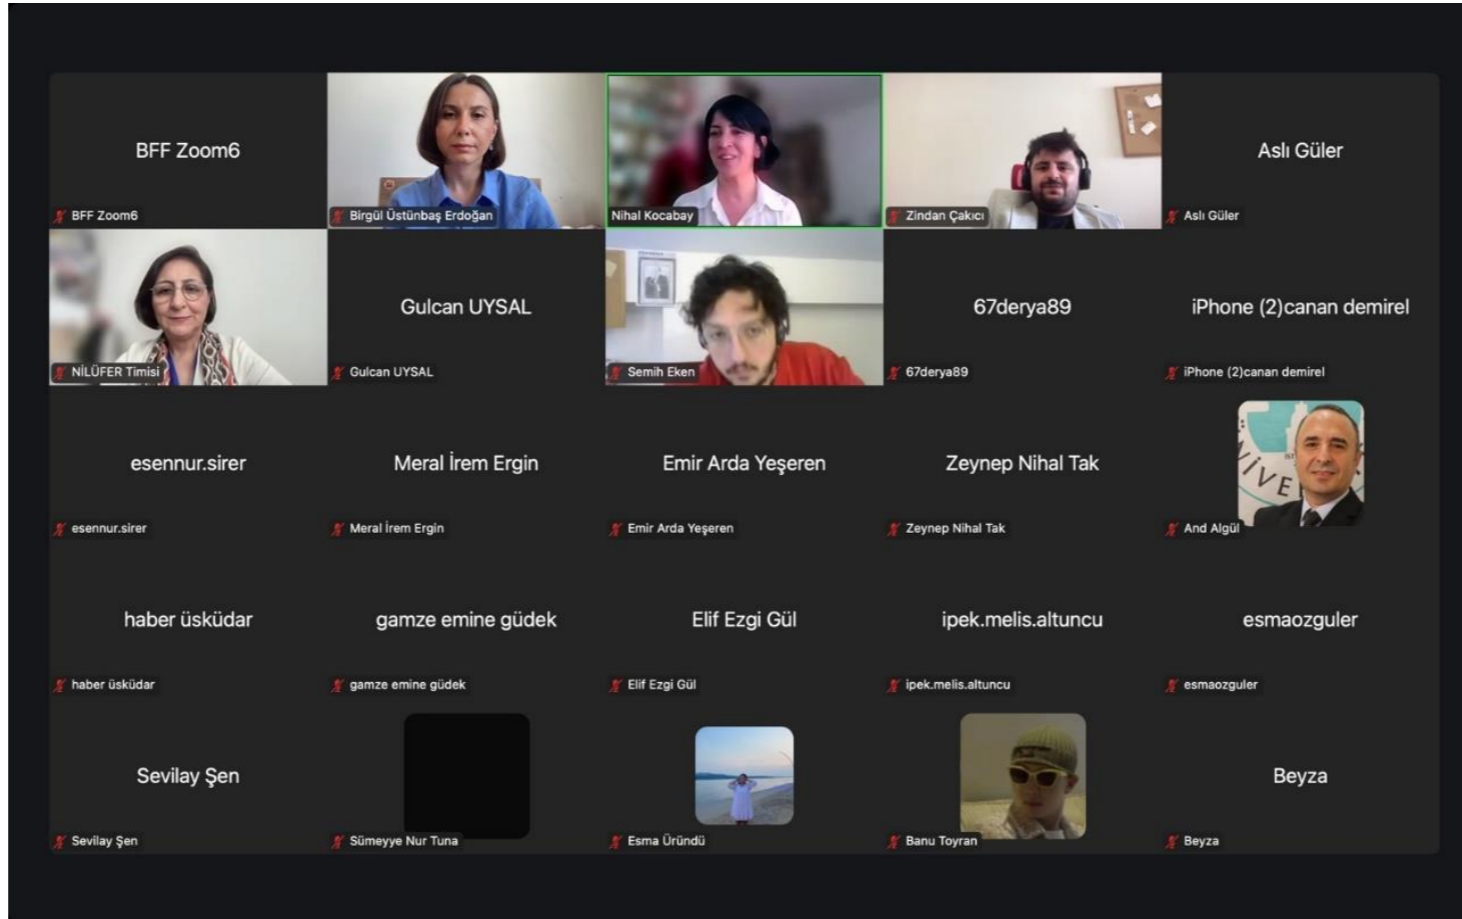 BFF Zoom6
BFF Zoom6
Birgül Üstünbaş Erdoğan
Nihal Kocabay
Zindan Çakıcı
Aslı Güler
Aslı Güler
NİLÜFER Timisi
Gulcan UYSAL
Gulcan UYSAL
Semih Eken
67derya89
67derya89
iPhone (2)canan demirel
iPhone (2)canan demirel
esennur.sirer
esennur.sirer
Meral İrem Ergin
Meral İrem Ergin
Emir Arda Yeşeren
Emir Arda Yeşeren
Zeynep Nihal Tak
Zeynep Nihal Tak
And Algül
haber üsküdar
haber üsküdar
gamze emine güdek
gamze emine güdek
Elif Ezgi Gül
Elif Ezgi Gül
ipek.melis.altuncu
ipek.melis.altuncu
esmaozguler
esmaozguler
Sevilay Şen
Sevilay Şen
Sümeyye Nur Tuna
Esma Üründü
Banu Toyran
Beyza
Beyza